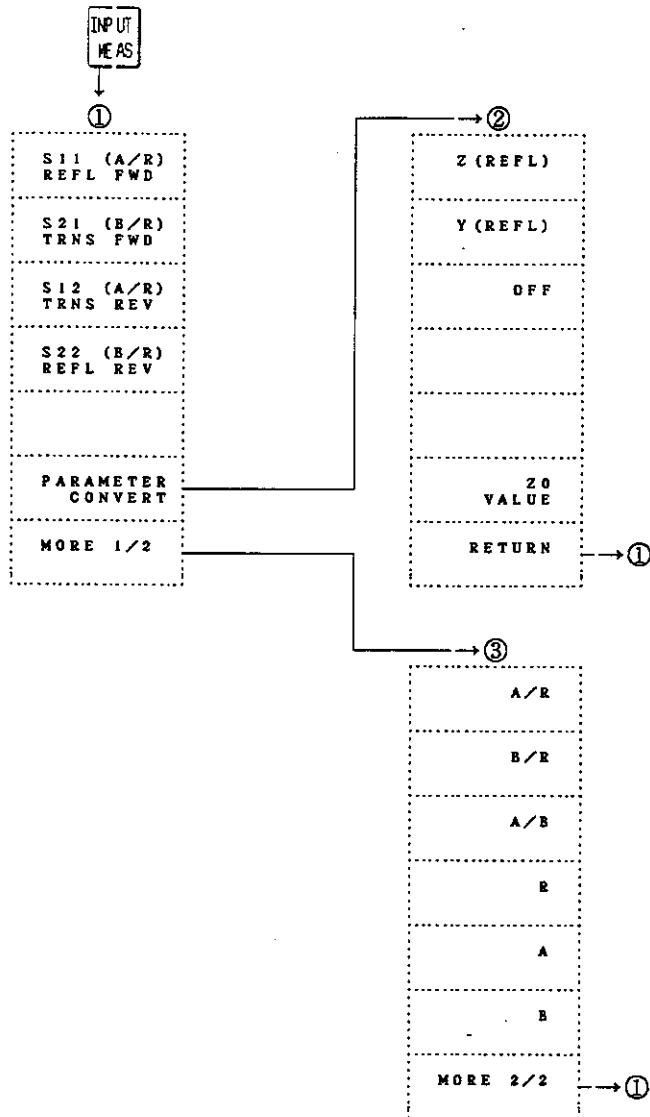 INPUT
MEAS
①
S11 (A/R)
REFL FWD
S21 (B/R)
TRNS FWD
S12 (A/R)
TRNS REV
S22 (B/R)
REFL REV
PARAMETER
CONVERT
MORE 1/2
②
Z(REFL)
Y(REFL)
OFF
Z0
VALUE
RETURN
①
③
A/R
B/R
A/B
R
A
B
MORE 2/2
①